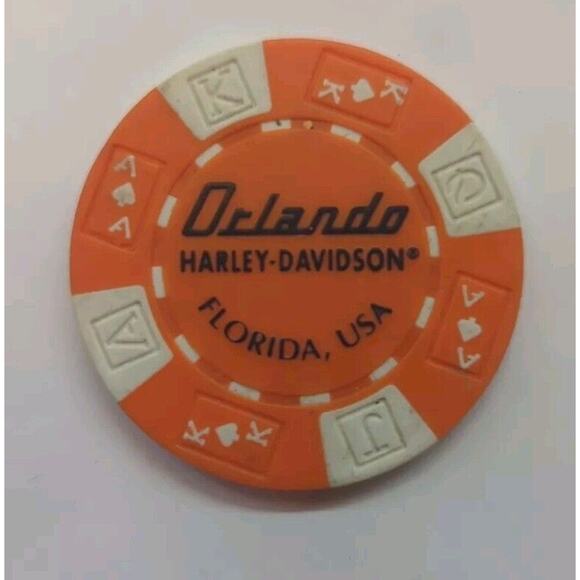 Orlando
HARLEY-DAVIDSON®
FLORIDA, USA
K
K♠K
Q
A♠A
J
K♠K
A
A♠A